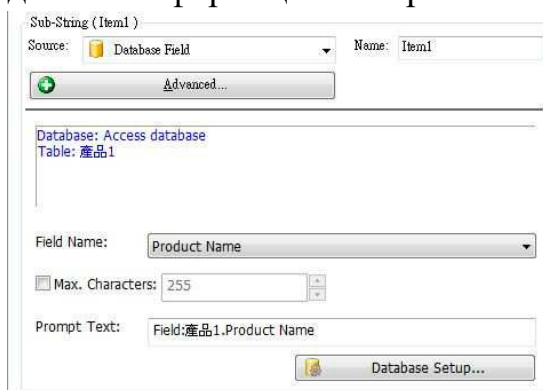 Sub-String ( Item1 )
Source: Database Field Name: Item1
Advanced...
Database: Access database
Table: 產品1
Field Name: Product Name
Max. Characters: 255
Prompt Text: Field:產品1.Product Name
Database Setup...